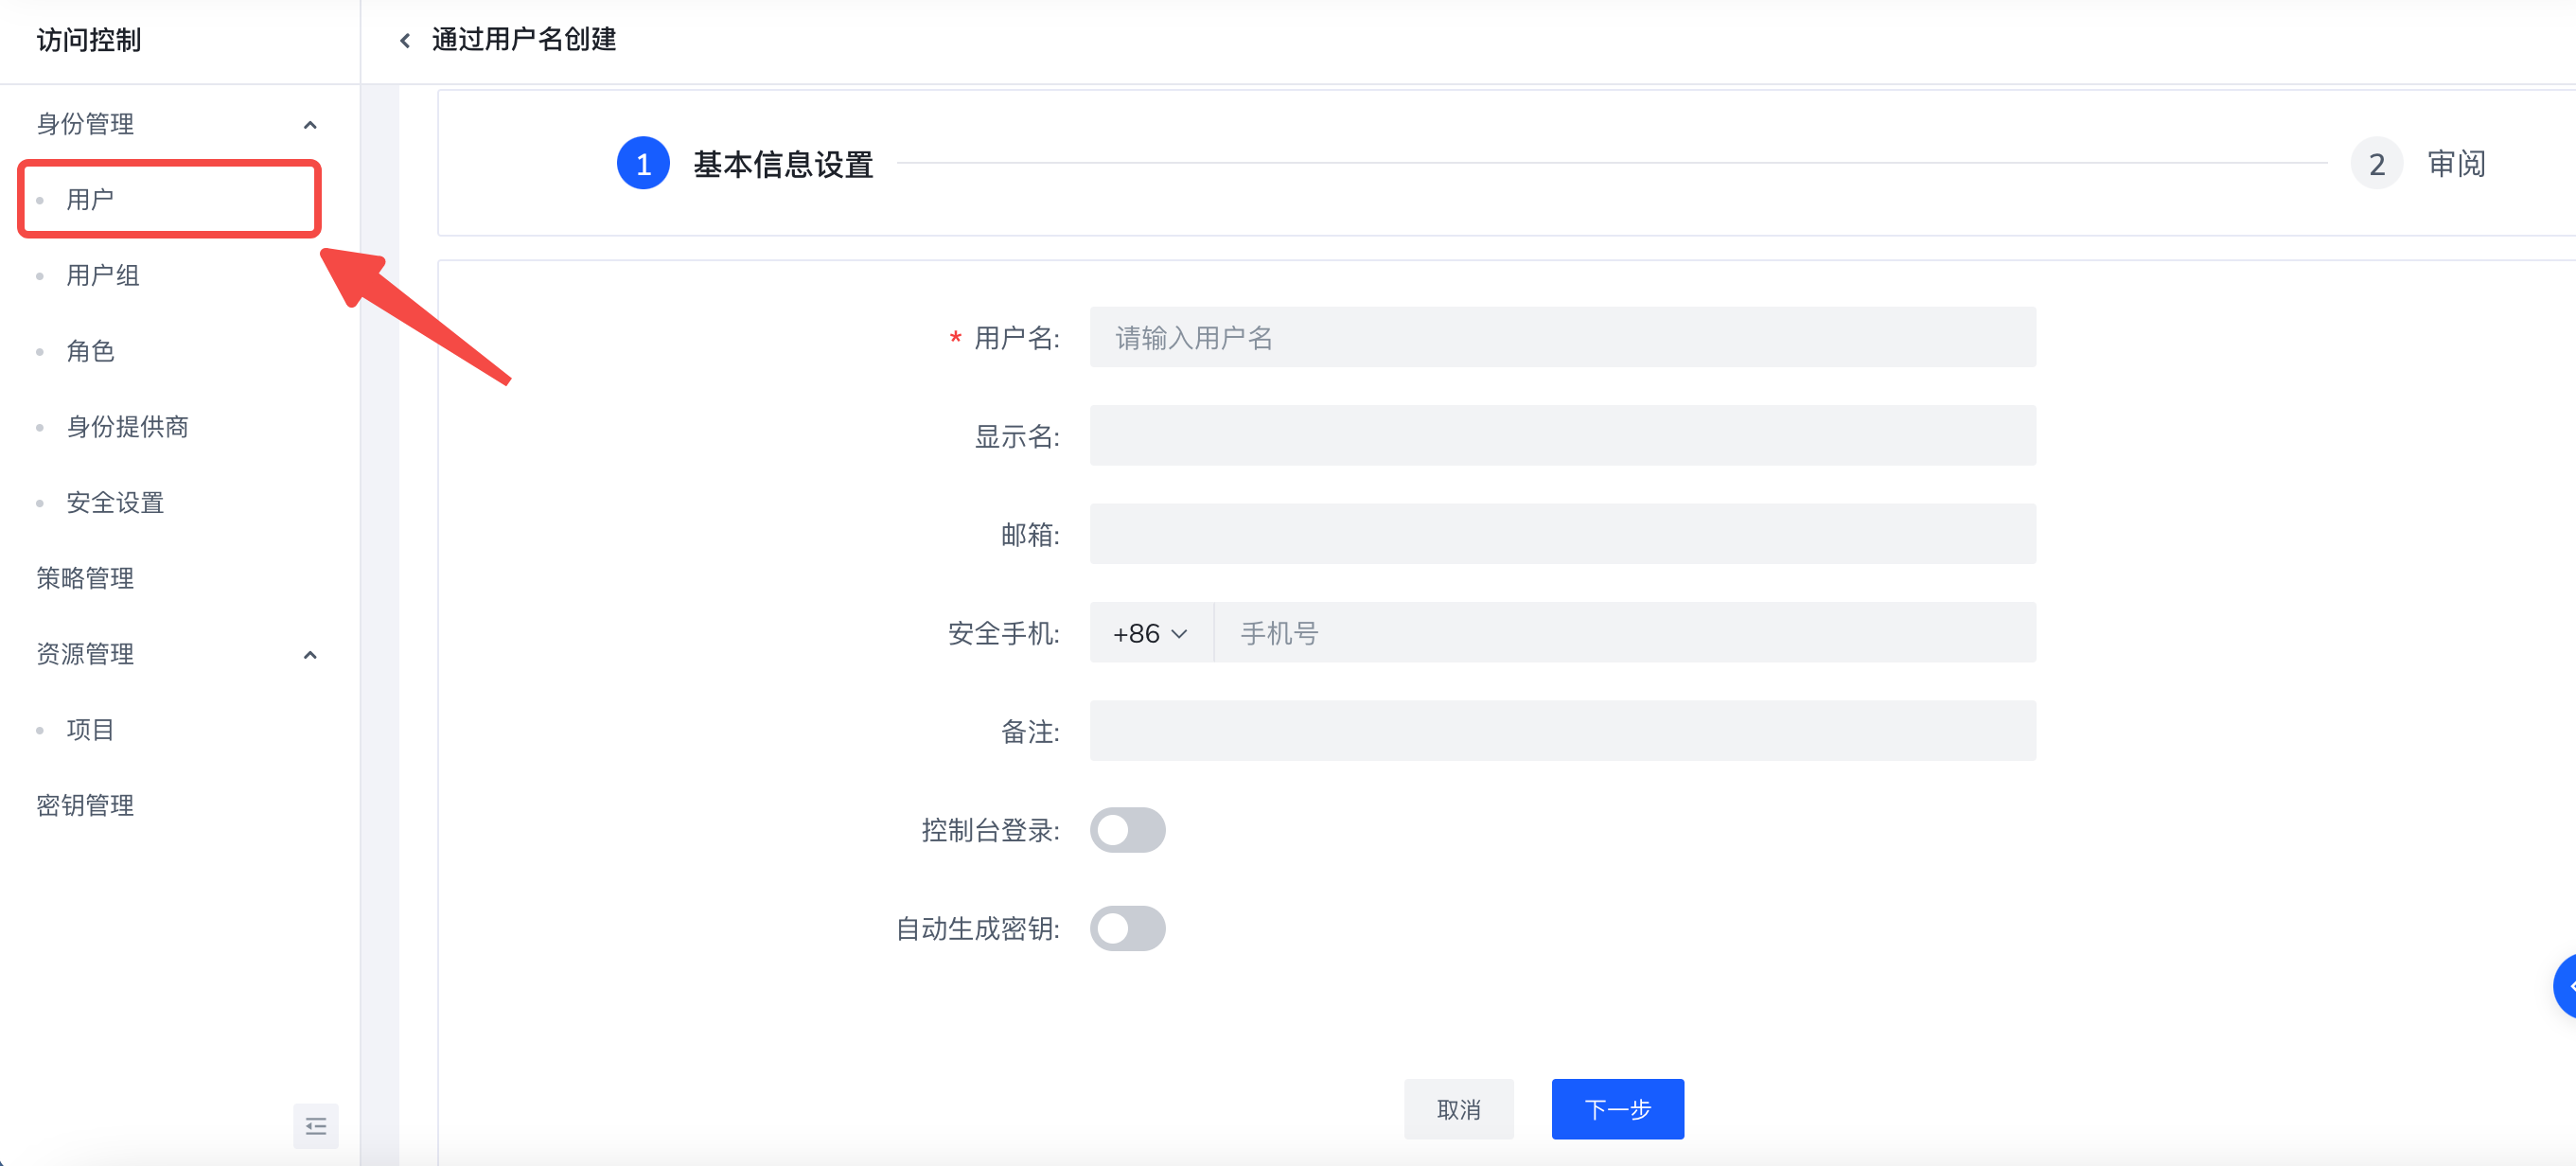 访问控制
通过用户名创建
身份管理
用户
用户组
角色
身份提供商
安全设置
策略管理
资源管理
项目
密钥管理
1 基本信息设置
2 审阅
* 用户名: 请输入用户名
显示名:
邮箱:
安全手机: +86 手机号
备注:
控制台登录:
自动生成密钥:
取消 下一步